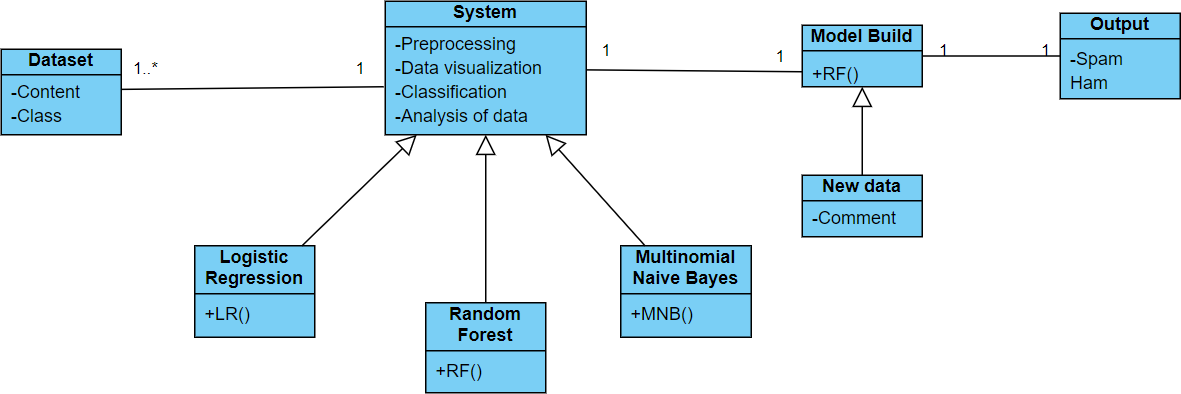 Dataset
-Content
-Class
1..*
1
System
-Preprocessing
-Data visualization
-Classification
-Analysis of data
1
1
Model Build
+RF()
1
1
Output
-Spam
Ham
New data
-Comment
Logistic
Regression
+LR()
Random
Forest
+RF()
Multinomial
Naive Bayes
+MNB()